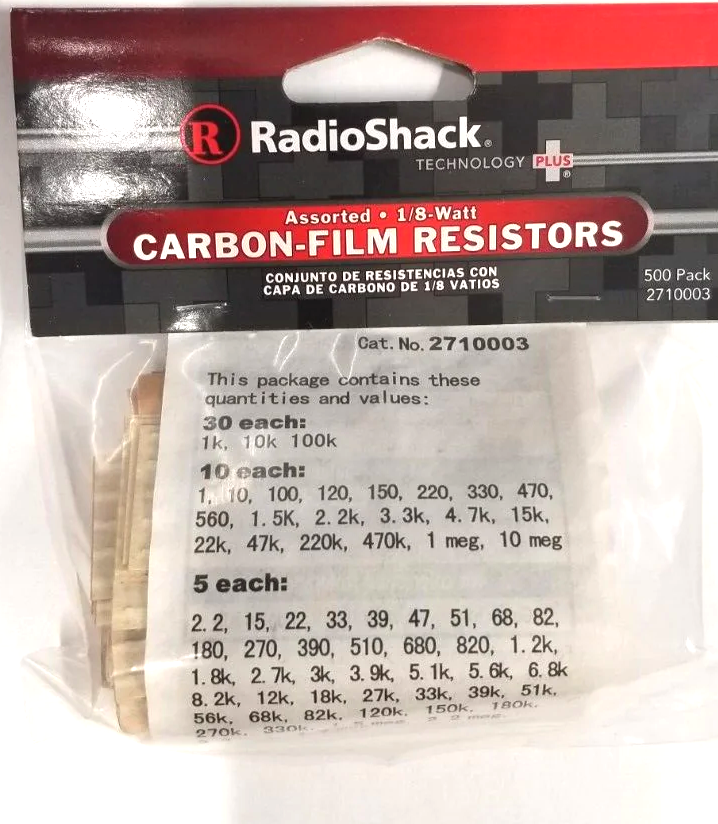 R RadioShack®
TECHNOLOGY PLUS®
Assorted • 1/8-Watt
CARBON-FILM RESISTORS
CONJUNTO DE RESISTENCIAS CON
CAPA DE CARBONO DE 1/8 VATIOS
500 Pack
2710003
Cat. No. 2710003
This package contains these
quantities and values:
30 each:
1k, 10k 100k
10 each:
1, 10, 100, 120, 150, 220, 330, 470,
560, 1.5K, 2.2k, 3.3k, 4.7k, 15k,
22k, 47k, 220k, 470k, 1 meg, 10 meg
5 each:
2.2, 15, 22, 33, 39, 47, 51, 68, 82,
180, 270, 390, 510, 680, 820, 1.2k,
1.8k, 2.7k, 3k, 3.9k, 5.1k, 5.6k, 6.8k
8.2k, 12k, 18k, 27k, 33k, 39k, 51k,
56k, 68k, 82k, 120k, 150k, 180k,
270k, 330k,